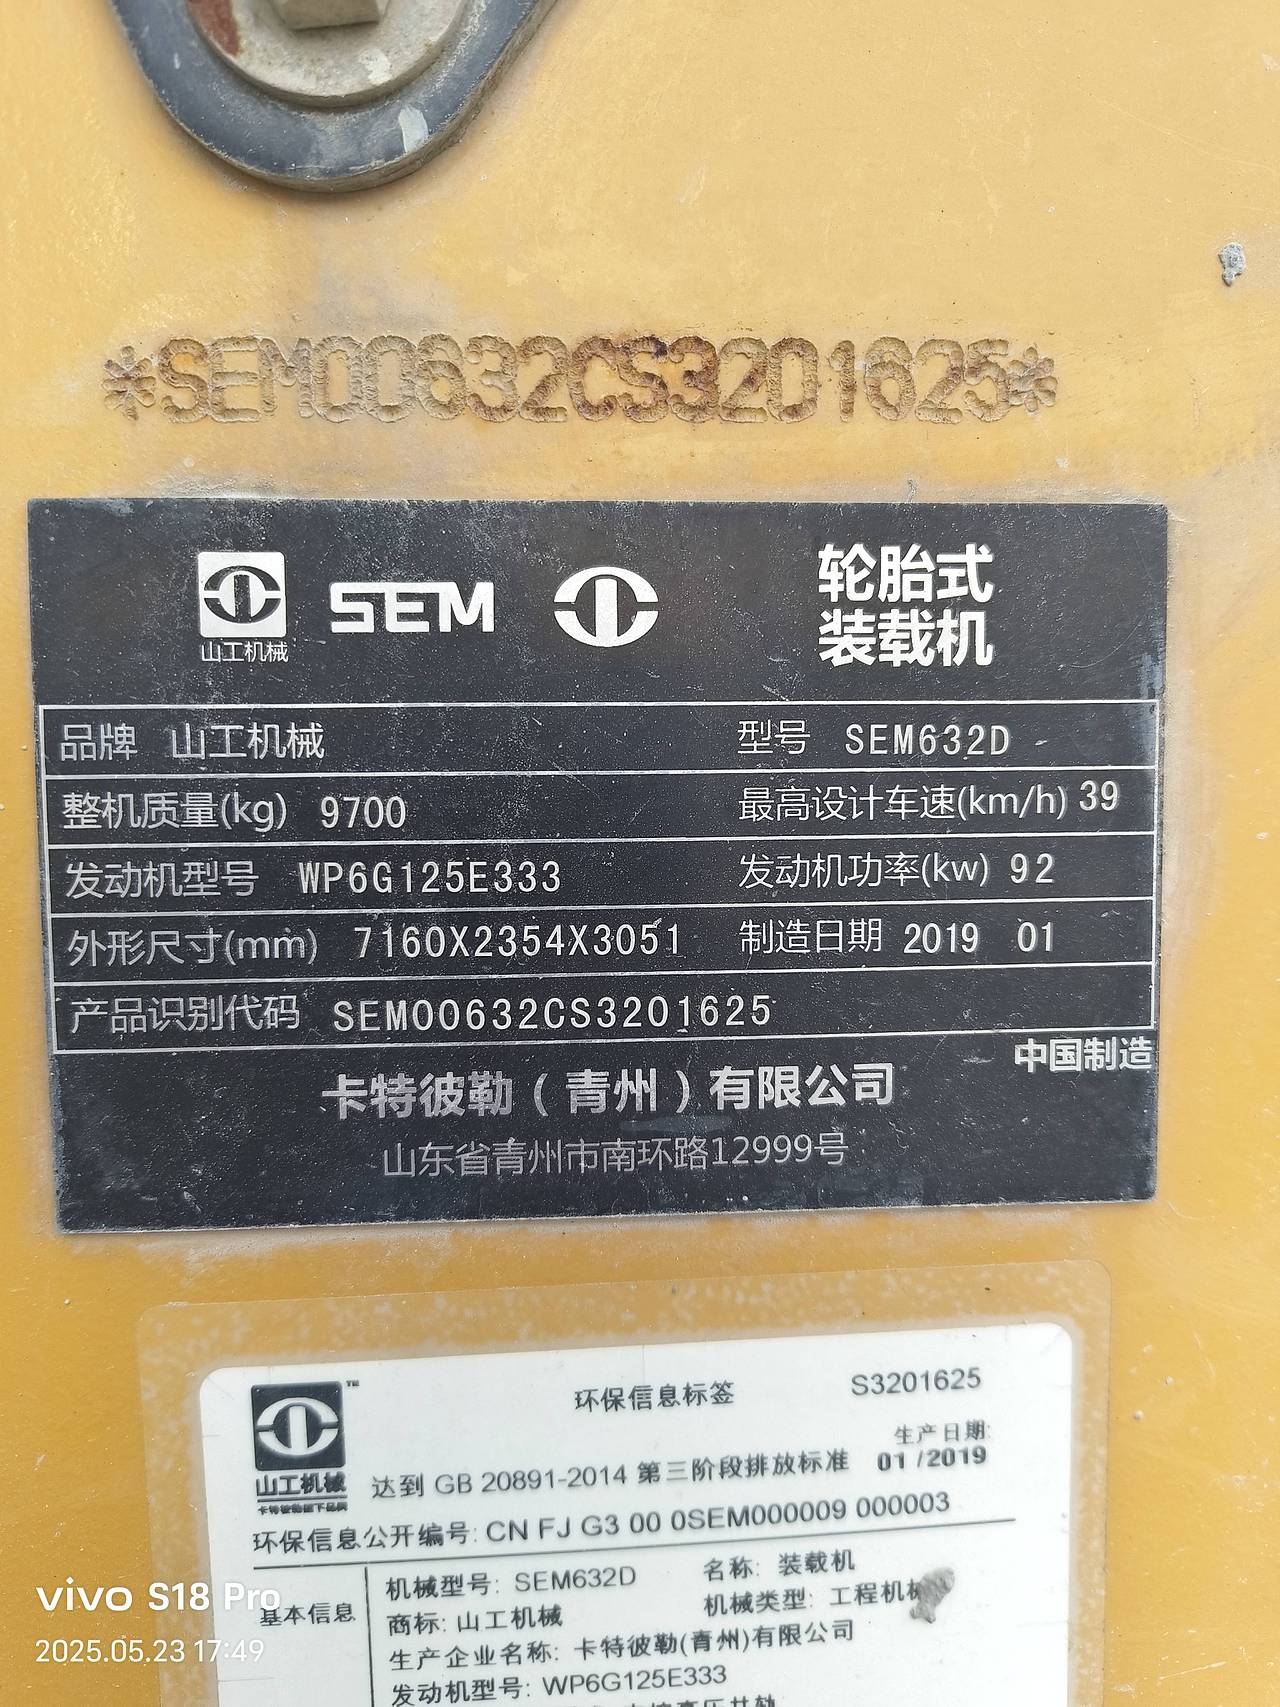 *SEM00632CS3201625*
山工机械
SEM
轮胎式
装载机
品牌 山工机械 型号 SEM632D
整机质量(kg) 9700 最高设计车速(km/h) 39
发动机型号 WP6G125E333 发动机功率(kw) 92
外形尺寸(mm) 7160X2354X3051 制造日期 2019 01
产品识别代码 SEM00632CS3201625
中国制造
卡特彼勒(青州)有限公司
山东省青州市南环路12999号
环保信息标签 S3201625
生产日期:
山工机械 TM
卡特彼勒旗下品牌
达到 GB 20891-2014 第三阶段排放标准 01 /2019
环保信息公开编号: CN FJ G3 00 0SEM000009 000003
基本信息
机械型号: SEM632D 名称: 装载机
商标: 山工机械 机械类型: 工程机械
生产企业名称: 卡特彼勒(青州)有限公司
发动机型号: WP6G125E333
vivo S18 Pro
2025.05.23 17:49